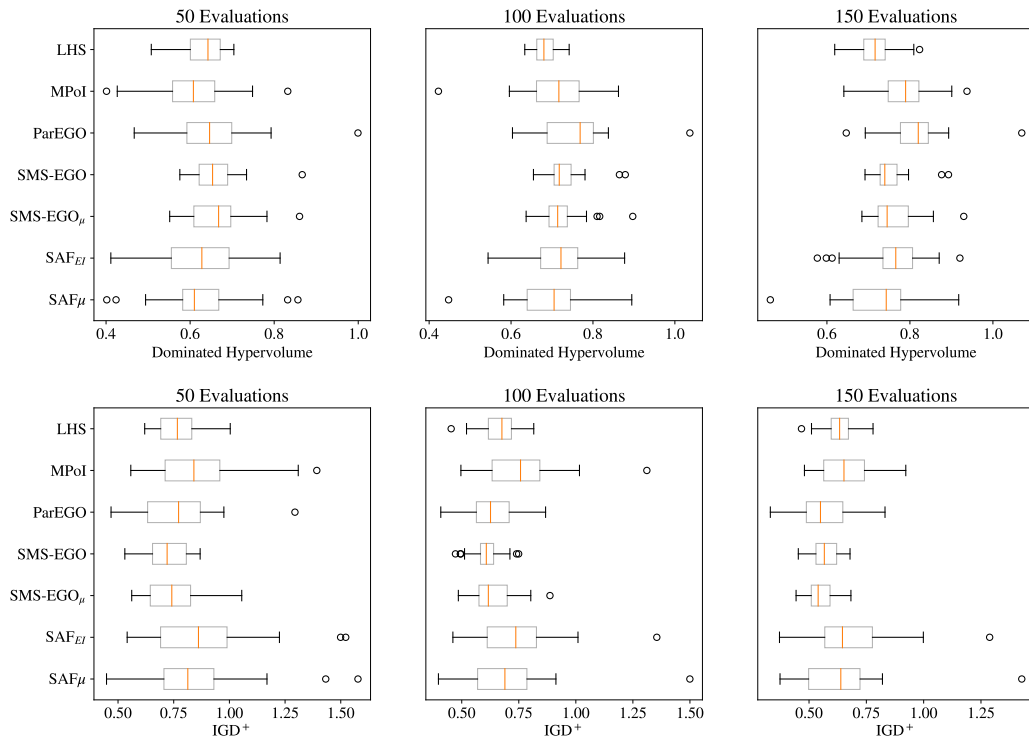 50 Evaluations
100 Evaluations
150 Evaluations
LHS
MPoI
ParEGO
SMS-EGO
SMS-EGOμ
SAF_EI
SAFμ
0.4 0.6 0.8 1.0
0.4 0.6 0.8 1.0
0.6 0.8 1.0
Dominated Hypervolume
Dominated Hypervolume
Dominated Hypervolume
50 Evaluations
100 Evaluations
150 Evaluations
LHS
MPoI
ParEGO
SMS-EGO
SMS-EGOμ
SAF_EI
SAFμ
0.50 0.75 1.00 1.25 1.50
0.50 0.75 1.00 1.25 1.50
0.50 0.75 1.00 1.25
IGD⁺
IGD⁺
IGD⁺